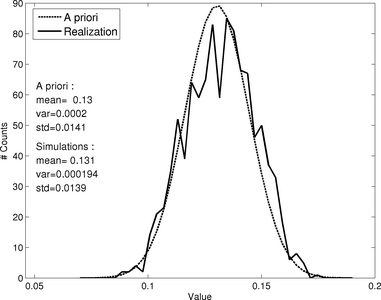 90
80
70
60
50
40
30
20
10
0
# Counts
A priori
Realization
A priori :
mean= 0.13
var=0.0002
std=0.0141
Simulations :
mean= 0.131
var=0.000194
std=0.0139
0.05 0.1 0.15 0.2
Value